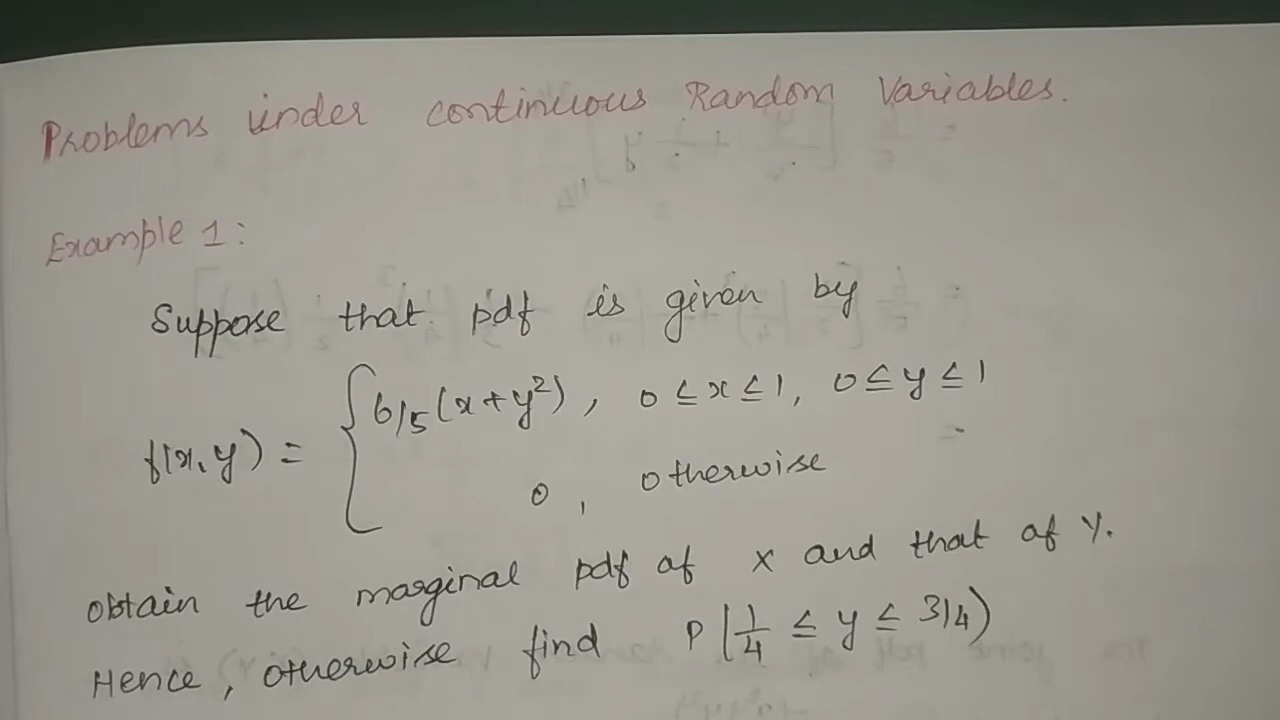 Problems under continuous Random Variables.
Example 1:
Suppose that pdf is given by
f(x,y) = { 6/5 (x+y²), 0 ≤ x ≤ 1, 0 ≤ y ≤ 1
0, otherwise
obtain the marginal pdf of x and that of y.
Hence, otherwise find P(1/4 ≤ y ≤ 3/4)